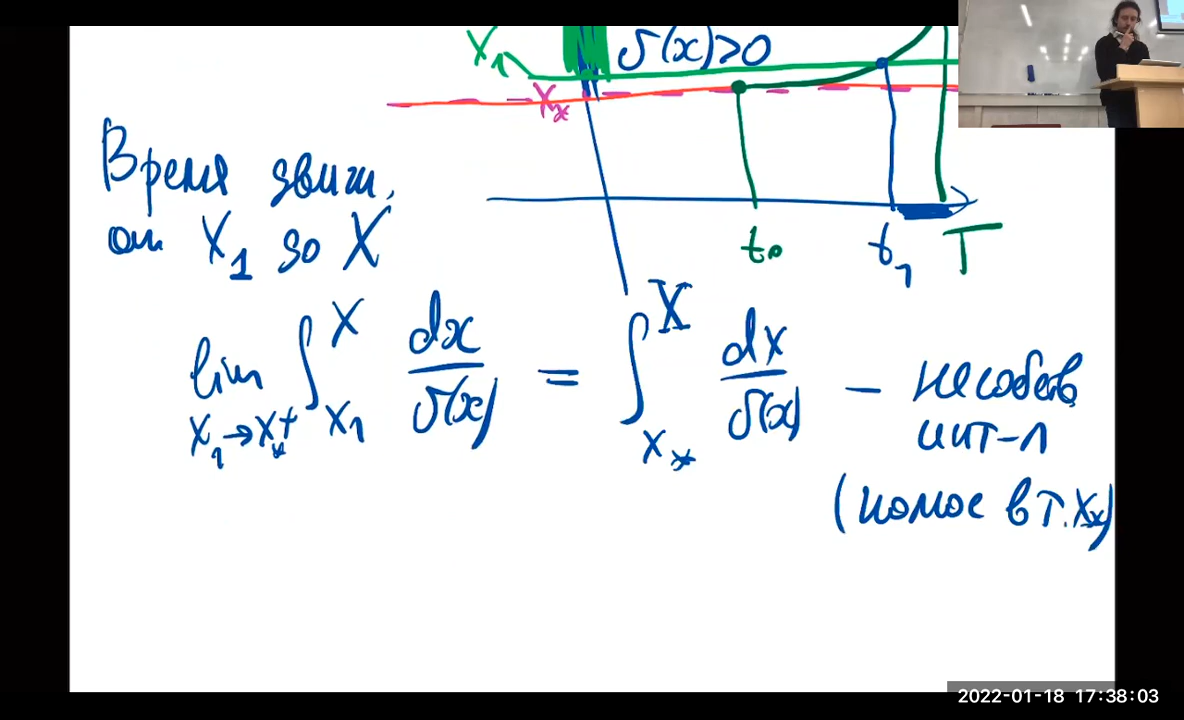 X₁ υ(x)>0
X*
Время движ.
от X₁ до X
t₀ t₁ T
lim ∫ dx/υ(x) = ∫ dx/υ(x) — несобств
X₁→X*⁺ X₁ X X* X инт-л
(полюс в т. X*)
2022-01-18 17:38:03